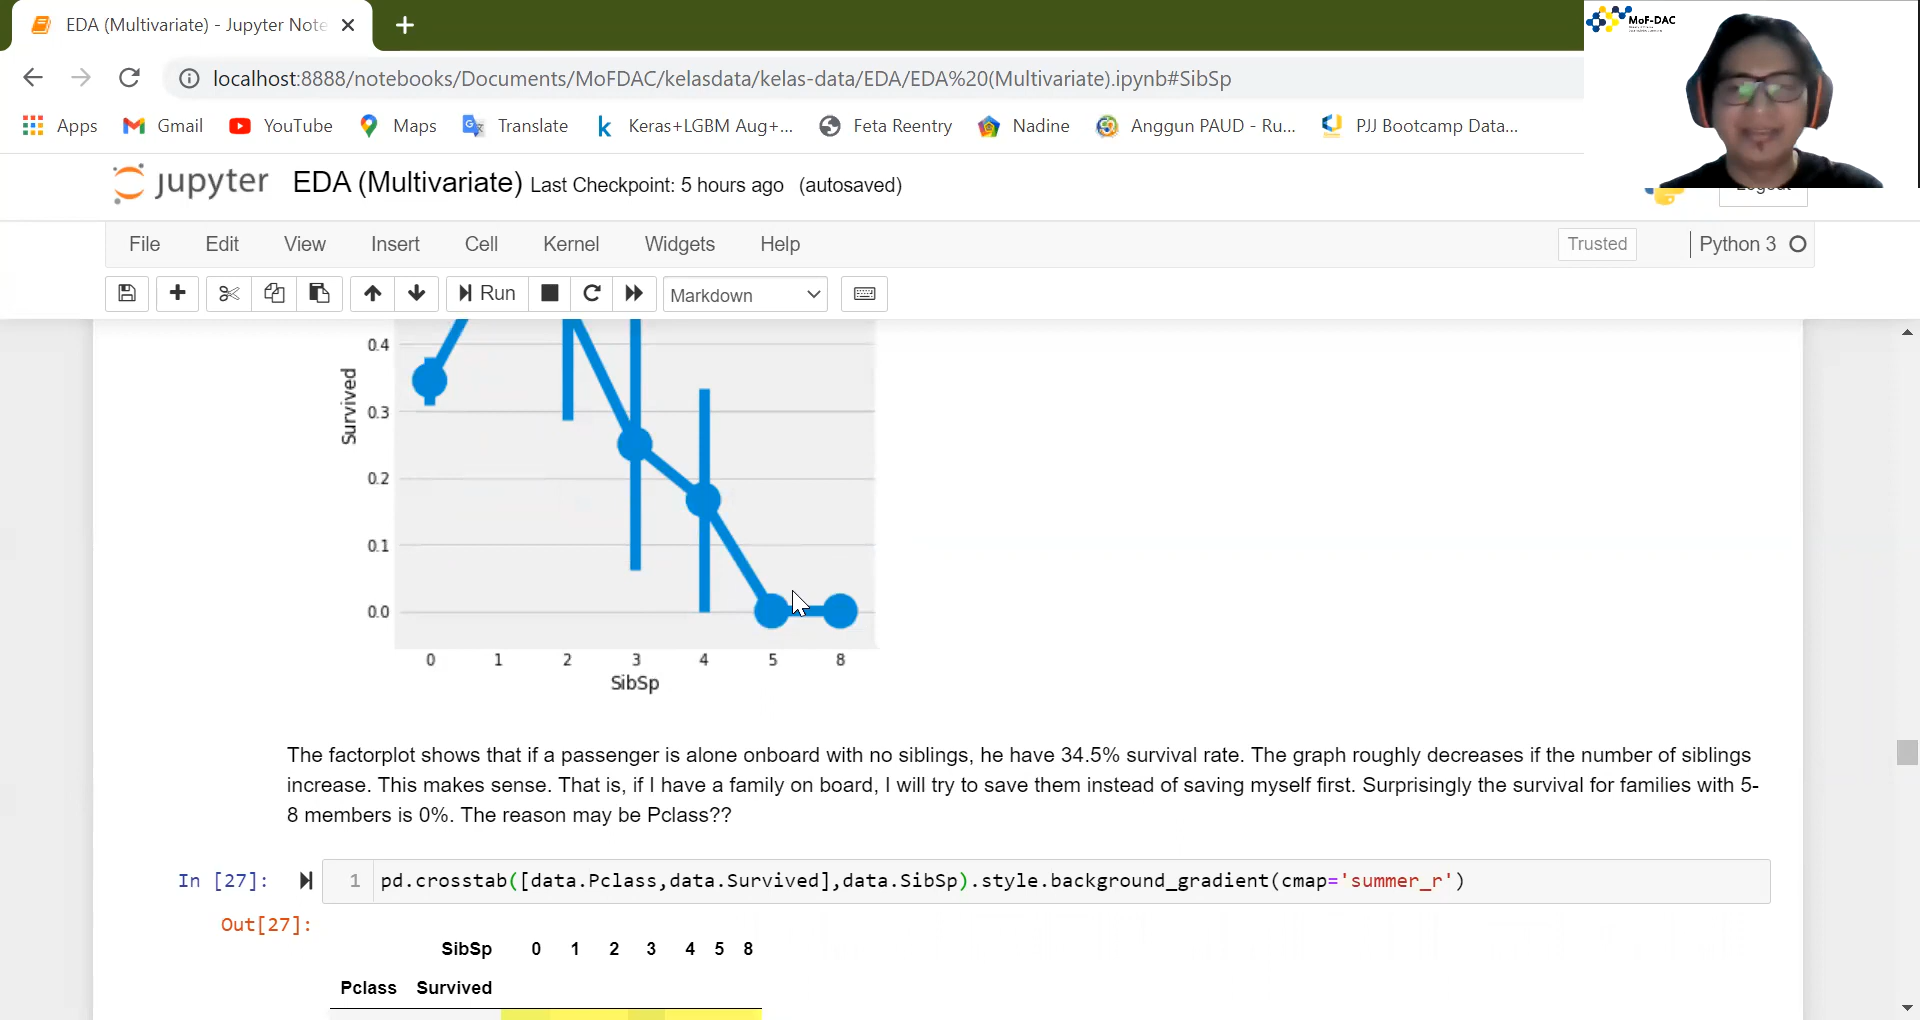 EDA (Multivariate) - Jupyter Note
MoF-DAC
localhost:8888/notebooks/Documents/MoFDAC/kelasdata/kelas-data/EDA/EDA%20(Multivariate).ipynb#SibSp
Apps Gmail YouTube Maps Translate Keras+LGBM Aug+... Feta Reentry Nadine Anggun PAUD - Ru... PJJ Bootcamp Data...
jupyter EDA (Multivariate) Last Checkpoint: 5 hours ago (autosaved)
Logout
File Edit View Insert Cell Kernel Widgets Help Trusted Python 3
Run Markdown
0.4
0.3
0.2
0.1
0.0
Survived
0 1 2 3 4 5 8
SibSp
The factorplot shows that if a passenger is alone onboard with no siblings, he have 34.5% survival rate. The graph roughly decreases if the number of siblings
increase. This makes sense. That is, if I have a family on board, I will try to save them instead of saving myself first. Surprisingly the survival for families with 5-
8 members is 0%. The reason may be Pclass??
In [27]: 1 pd.crosstab([data.Pclass,data.Survived],data.SibSp).style.background_gradient(cmap='summer_r')
Out[27]:
SibSp 0 1 2 3 4 5 8
Pclass Survived